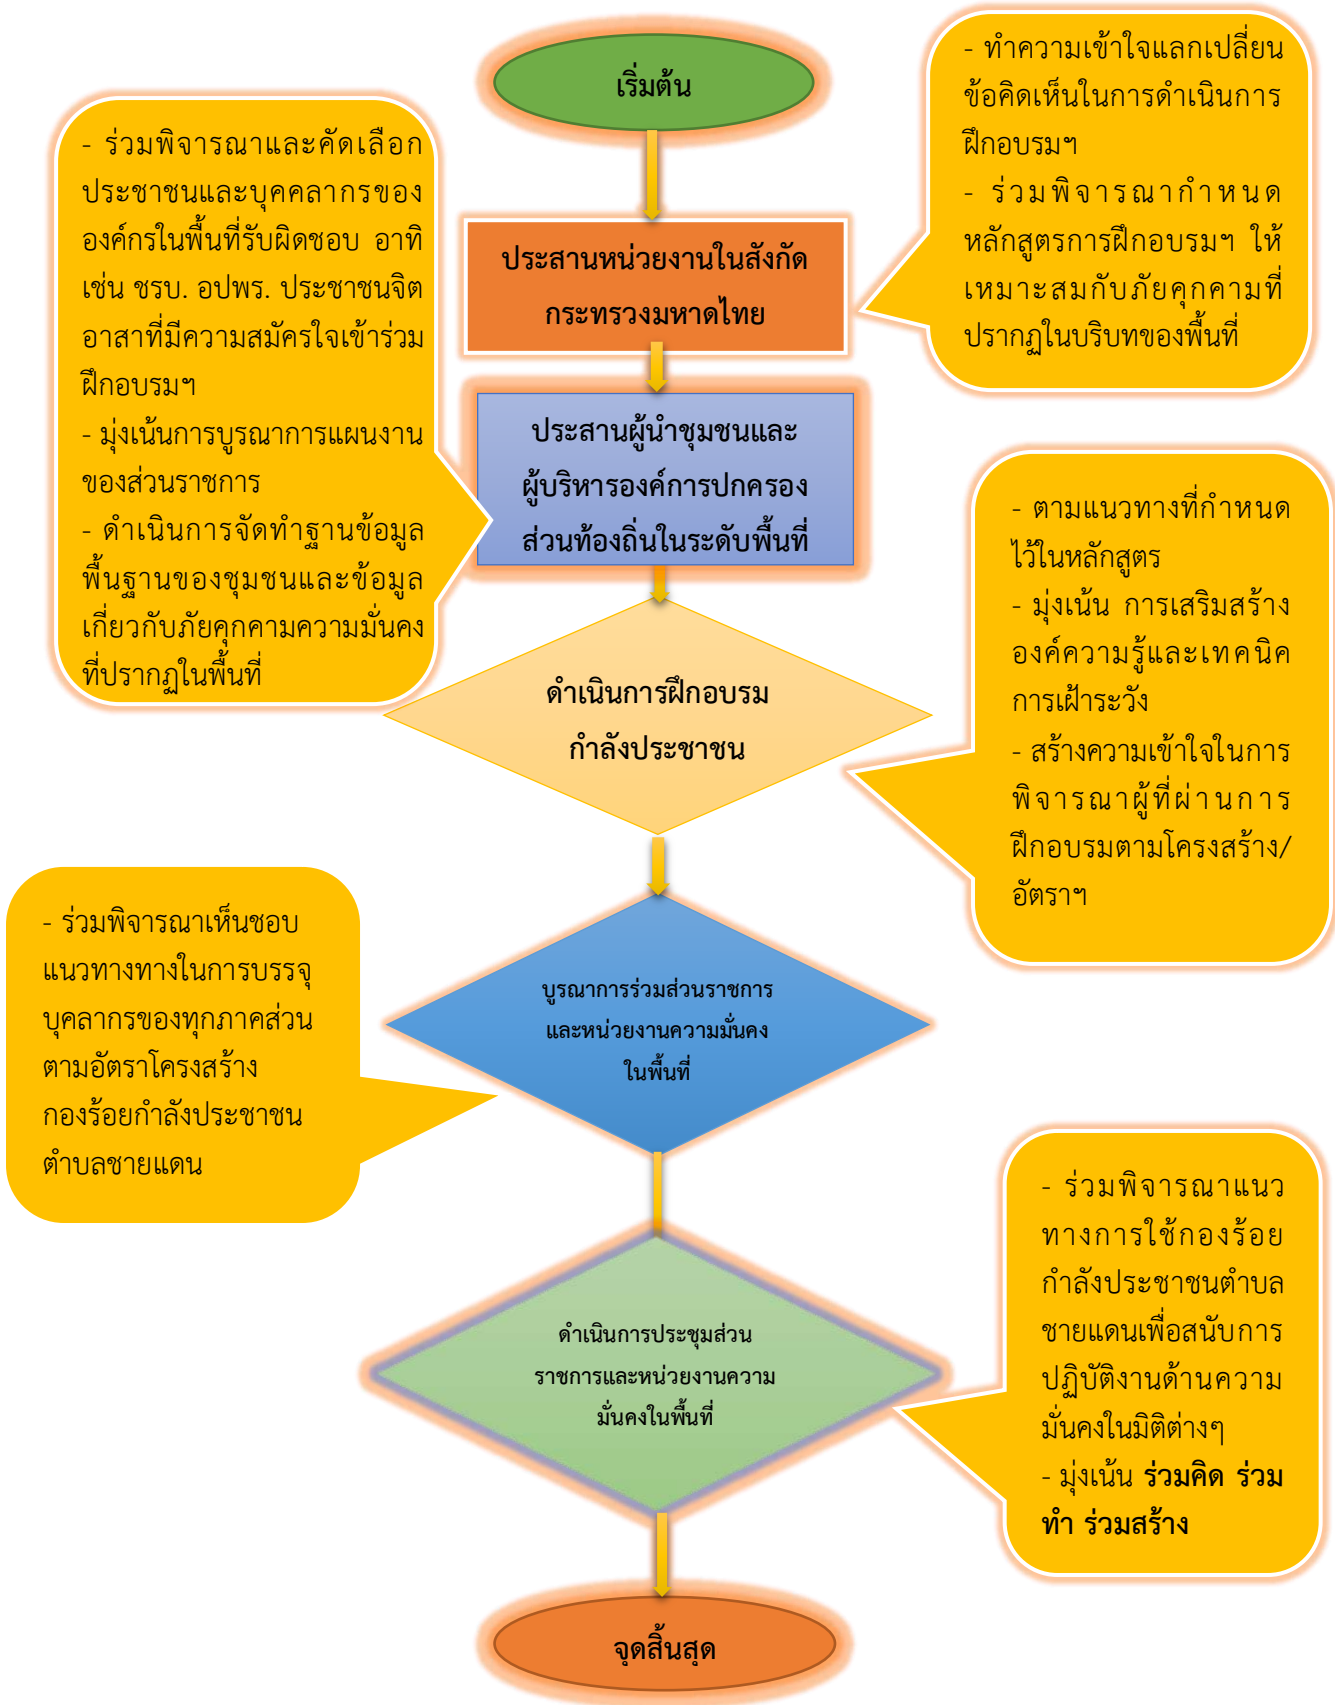 เริ่มต้น
- ทำความเข้าใจแลกเปลี่ยน
ข้อคิดเห็นในการดำเนินการ
ฝึกอบรมฯ
- ร่วมพิจารณากำหนด
หลักสูตรการฝึกอบรมฯ ให้
เหมาะสมกับภัยคุกคามที่
ปรากฏในบริบทของพื้นที่
ประสานหน่วยงานในสังกัด
กระทรวงมหาดไทย
- ร่วมพิจารณาและคัดเลือก
ประชาชนและบุคคลากรของ
องค์กรในพื้นที่รับผิดชอบ อาทิ
เช่น ชรบ. อปพร. ประชาชนจิต
อาสาที่มีความสมัครใจเข้าร่วม
ฝึกอบรมฯ
- มุ่งเน้นการบูรณาการแผนงาน
ของส่วนราชการ
- ดำเนินการจัดทำฐานข้อมูล
พื้นฐานของชุมชนและข้อมูล
เกี่ยวกับภัยคุกคามความมั่นคง
ที่ปรากฏในพื้นที่
ประสานผู้นำชุมชนและ
ผู้บริหารองค์การปกครอง
ส่วนท้องถิ่นในระดับพื้นที่
- ตามแนวทางที่กำหนด
ไว้ในหลักสูตร
- มุ่งเน้น การเสริมสร้าง
องค์ความรู้และเทคนิค
การเฝ้าระวัง
- สร้างความเข้าใจในการ
พิจารณาผู้ที่ผ่านการ
ฝึกอบรมตามโครงสร้าง/
อัตราฯ
ดำเนินการฝึกอบรม
กำลังประชาชน
- ร่วมพิจารณาเห็นชอบ
แนวทางทางในการบรรจุ
บุคลากรของทุกภาคส่วน
ตามอัตราโครงสร้าง
กองร้อยกำลังประชาชน
ตำบลชายแดน
บูรณาการร่วมส่วนราชการ
และหน่วยงานความมั่นคง
ในพื้นที่
- ร่วมพิจารณาแนว
ทางการใช้กองร้อย
กำลังประชาชนตำบล
ชายแดนเพื่อสนับการ
ปฏิบัติงานด้านความ
มั่นคงในมิติต่างๆ
- มุ่งเน้น ร่วมคิด ร่วม
ทำ ร่วมสร้าง
ดำเนินการประชุมส่วน
ราชการและหน่วยงานความ
มั่นคงในพื้นที่
จุดสิ้นสุด